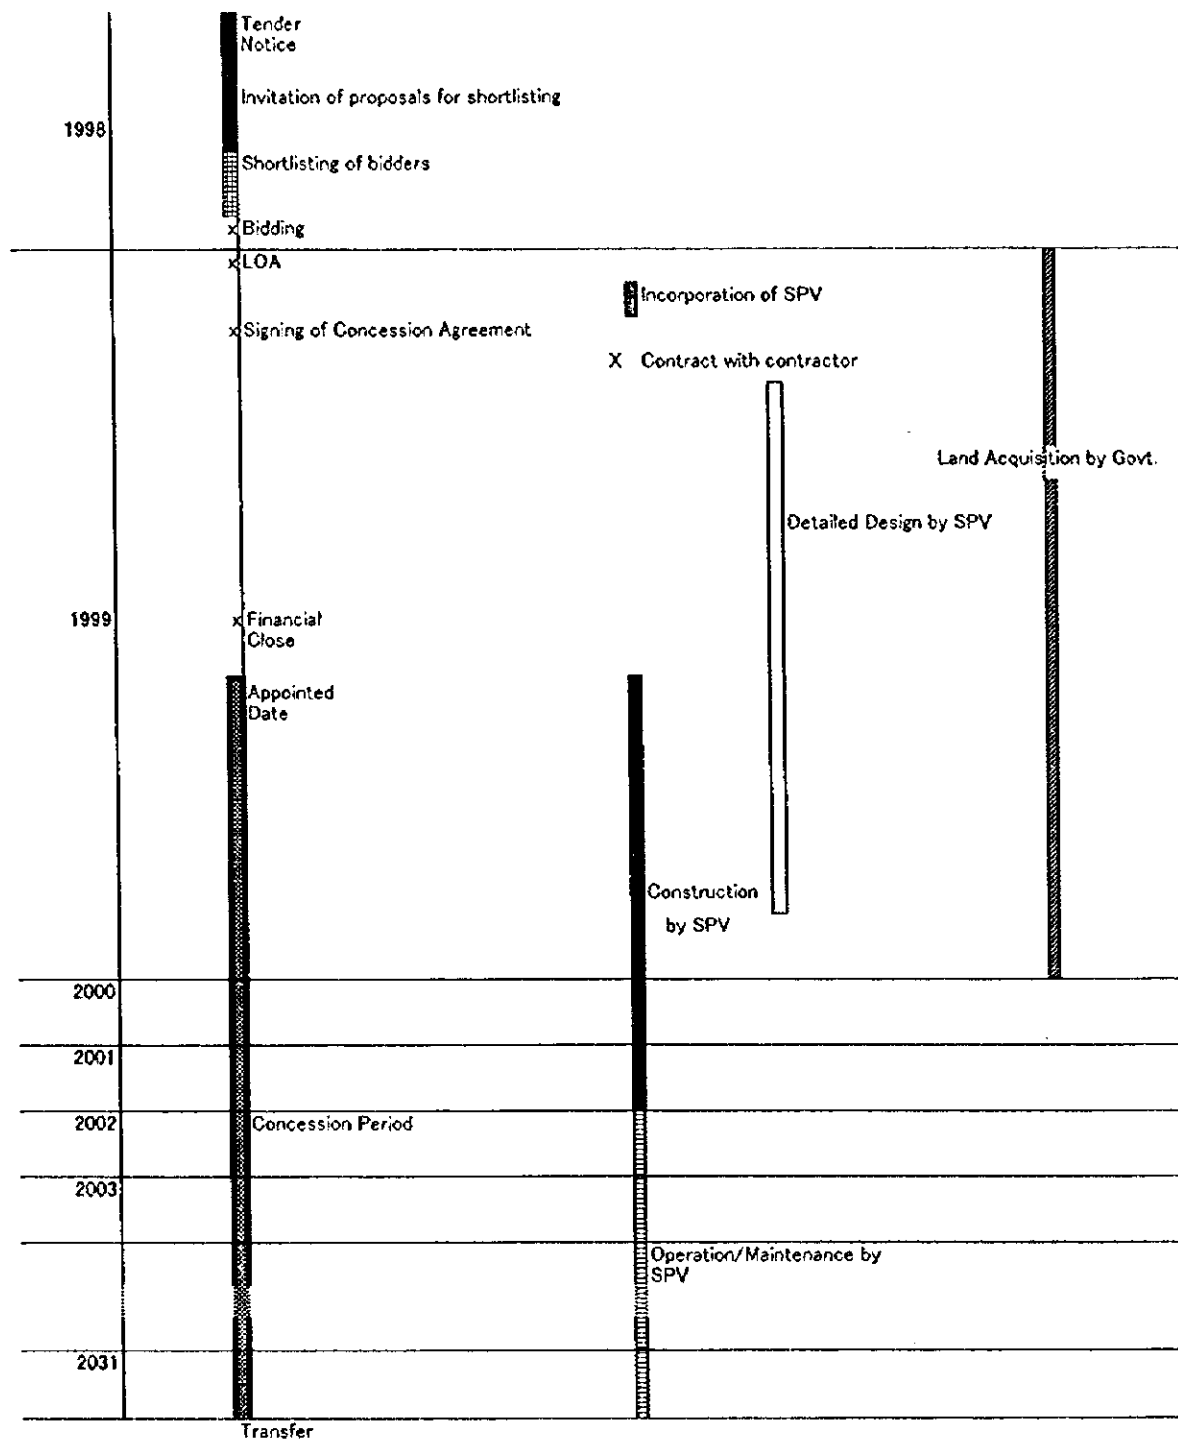 Tender
Notice
Invitation of proposals for shortlisting
1998
Shortlisting of bidders
x Bidding
x LOA
Incorporation of SPV
x Signing of Concession Agreement
X Contract with contractor
Land Acquisition by Govt.
Detailed Design by SPV
1999
x Financial
Close
Appointed
Date
Construction
by SPV
2000
2001
2002
Concession Period
2003
Operation/Maintenance by
SPV
2031
Transfer